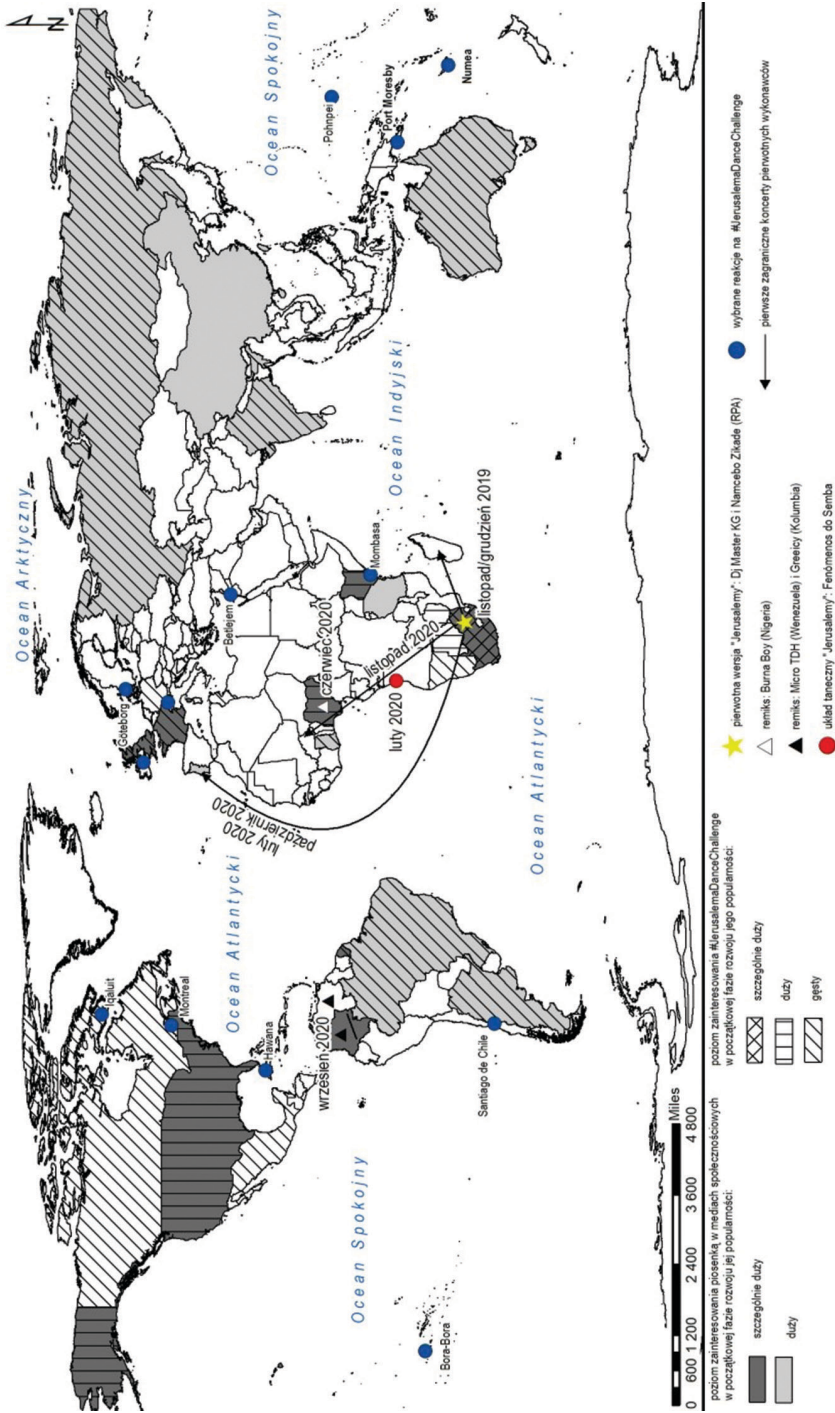 N
Ocean Arktyczny
Ocean Spokojny
Ocean Atlantycki
Göteborg
Iqaluit
Montreal
Betlejem
Hawana
Pohnpei
Ocean Spokojny
luty 2020
październik 2020
czerwiec 2020
wrzesień 2020
listopad 2020
Mombasa
Ocean Indyjski
Port Moresby
luty 2020
Bora-Bora
Numea
Santiago de Chile
listopad/grudzień 2019
Ocean Atlantycki
0 600 1 200 2 400 3 600 4 800
Miles
poziom zainteresowania piosenką w mediach społecznościowych
w początkowej fazie rozwoju jej popularności:
szczególnie duży
duży
poziom zainteresowania #JerusalemaDanceChallenge
w początkowej fazie rozwoju jego popularności:
szczególnie duży
duży
gęsty
pierwotna wersja "Jerusalemy": Dj Master KG i Namcebo Zikade (RPA)
remiks: Burna Boy (Nigeria)
remiks: Micro TDH (Wenezuela) i Greeicy (Kolumbia)
układ taneczny "Jerusalemy": Fenómenos do Semba
wybrane reakcje na #JerusalemaDanceChallenge
pierwsze zagraniczne koncerty pierwotnych wykonawców